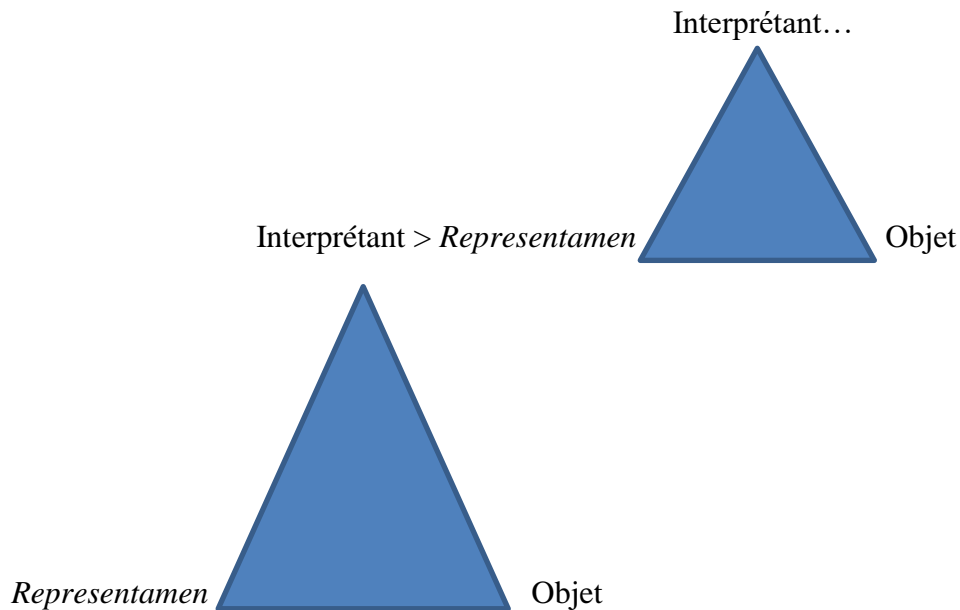 Interprétant…
Interprétant > Representamen
Objet
Representamen
Objet